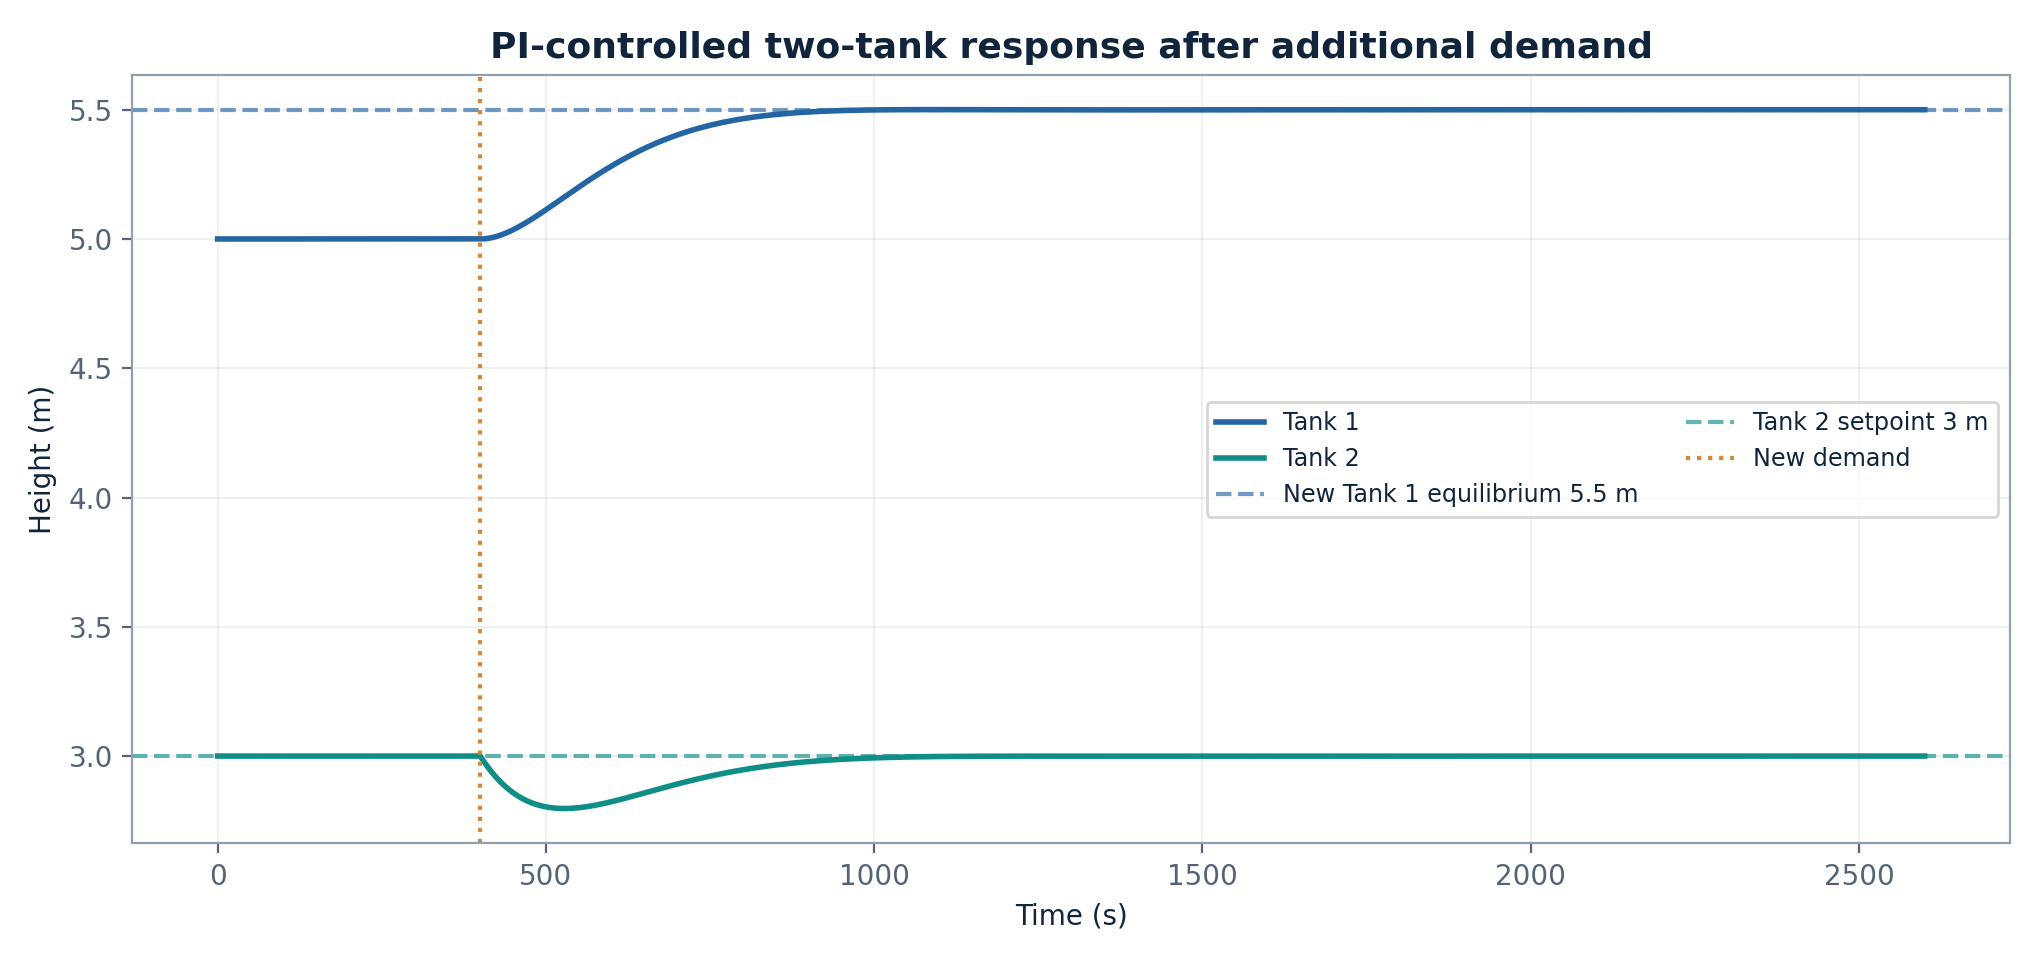 PI-controlled two-tank response after additional demand
Height (m)
5.5
5.0
4.5
4.0
3.5
3.0
Tank 1
Tank 2
New Tank 1 equilibrium 5.5 m
Tank 2 setpoint 3 m
New demand
0
500
1000
1500
2000
2500
Time (s)